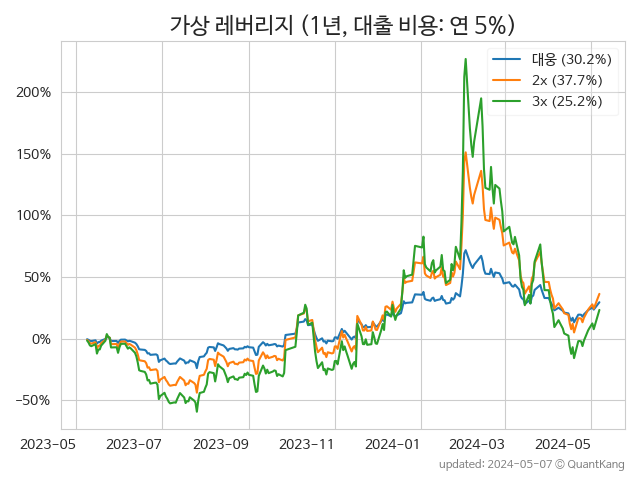 가상 레버리지 (1년, 대출 비용: 연 5%)
대웅 (30.2%)
2x (37.7%)
3x (25.2%)
200%
150%
100%
50%
0%
−50%
2023-05 2023-07 2023-09 2023-11 2024-01 2024-03 2024-05
updated: 2024-05-07 © QuantKang